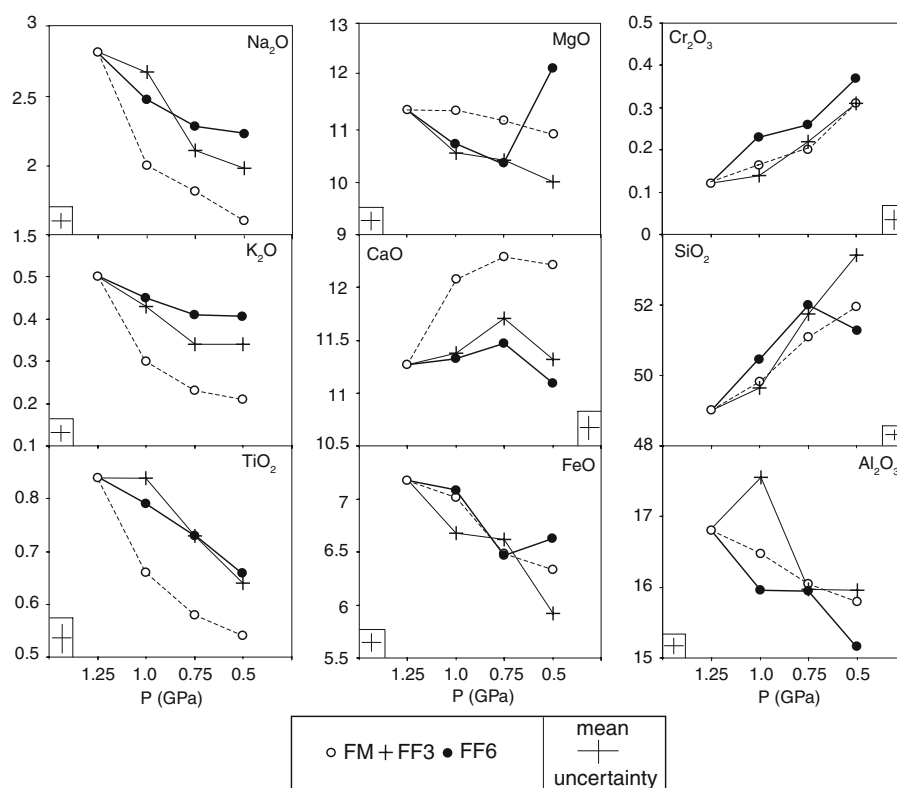 3
2.5
2
Na₂O
13
12
11
10
9
MgO
0.5
0.4
0.3
0.2
0.1
0
Cr₂O₃
1.5
0.5
0.4
0.3
0.2
0.1
K₂O
12
11.5
11
10.5
CaO
52
50
48
SiO₂
0.8
0.7
0.6
0.5
TiO₂
7
6.5
6
5.5
FeO
17
16
15
Al₂O₃
1.25 1.0 0.75 0.5
P (GPa)
1.25 1.0 0.75 0.5
P (GPa)
1.25 1.0 0.75 0.5
P (GPa)
FM FF3 FF6
mean
uncertainty